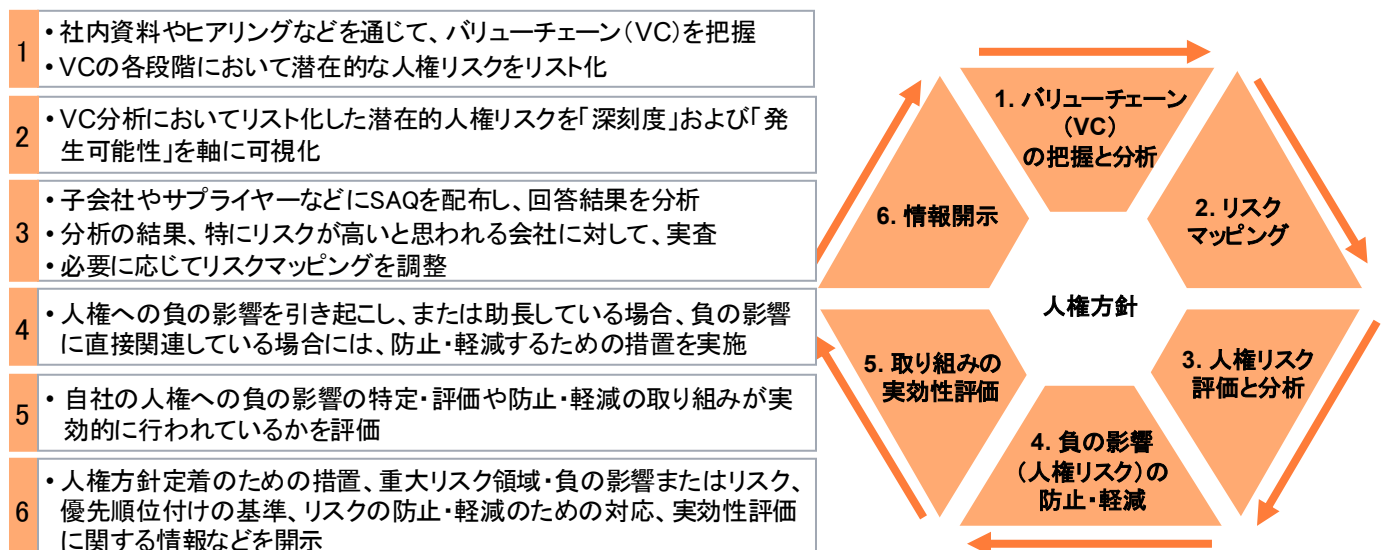 1
・社内資料やヒアリングなどを通じて、バリューチェーン（VC）を把握
・VCの各段階において潜在的な人権リスクをリスト化
2
・VC分析においてリスト化した潜在的人権リスクを「深刻度」および「発
生可能性」を軸に可視化
3
・子会社やサプライヤーなどにSAQを配布し、回答結果を分析
・分析の結果、特にリスクが高いと思われる会社に対して、実査
・必要に応じてリスクマッピングを調整
4
・人権への負の影響を引き起こし、または助長している場合、負の影響
に直接関連している場合には、防止・軽減するための措置を実施
5
・自社の人権への負の影響の特定・評価や防止・軽減の取り組みが実
効的に行われているかを評価
6
・人権方針定着のための措置、重大リスク領域・負の影響またはリスク、
優先順位付けの基準、リスクの防止・軽減のための対応、実効性評価
に関する情報などを開示
1. バリューチェーン
（VC）
の把握と分析
2. リスク
マッピング
3. 人権リスク
評価と分析
4. 負の影響
（人権リスク）の
防止・軽減
5. 取り組みの
実効性評価
6. 情報開示
人権方針